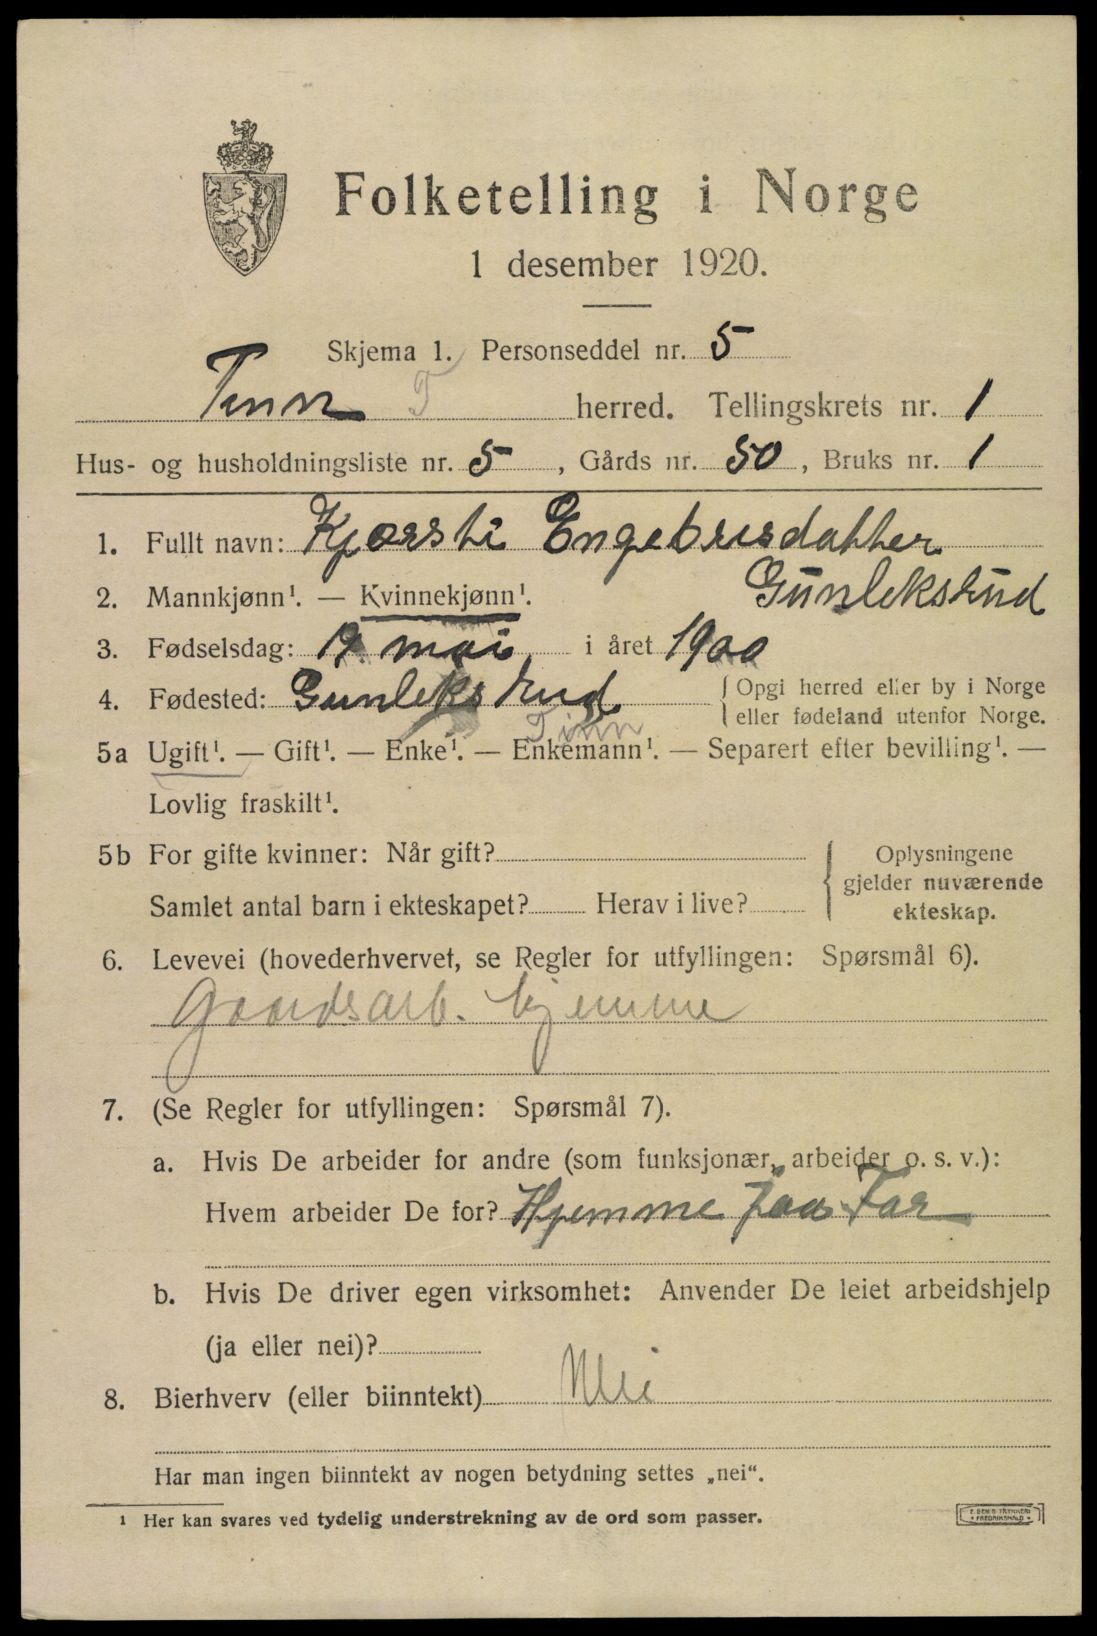 Folketelling i Norge
1 desember 1920.
Skjema 1. Personseddel nr. 5
Tinn T herred. Tellingskrets nr. 1
Hus- og husholdningsliste nr. 5, Gårds nr. 50, Bruks nr. 1
1. Fullt navn: Kjærsti Engebrisdatter
Gunlekslud
2. Mannkjønn¹. — Kvinnekjønn¹.
3. Fødselsdag: 19 mai i året 1900
4. Fødested: Gunlekslud { Opgi herred eller by i Norge
eller fødeland utenfor Norge.
Tinn
5a Ugift¹. — Gift¹. — Enke¹. — Enkemann¹. — Separert efter bevilling¹. —
Lovlig fraskilt¹.
5b For gifte kvinner: Når gift? { Oplysningene
gjelder nuværende
Samlet antal barn i ekteskapet? Herav i live? ekteskap.
6. Levevei (hovederhvervet, se Regler for utfyllingen: Spørsmål 6).
Gaardsarb. hjemme
7. (Se Regler for utfyllingen: Spørsmål 7).
a. Hvis De arbeider for andre (som funksjonær, arbeider o. s. v.):
Hvem arbeider De for? Hjemme paa Far
b. Hvis De driver egen virksomhet: Anvender De leiet arbeidshjelp
(ja eller nei)?
8. Bierhverv (eller biinntekt) Nei
Har man ingen biinntekt av nogen betydning settes „nei“.
¹ Her kan svares ved tydelig understrekning av de ord som passer.